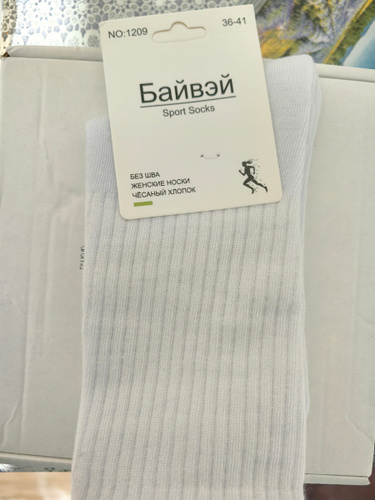 NO:1209 36-41
Байвэй
Sport Socks
БЕЗ ШВА
ЖЕНСКИЕ НОСКИ
ЧЁСАНЫЙ ХЛОПОК